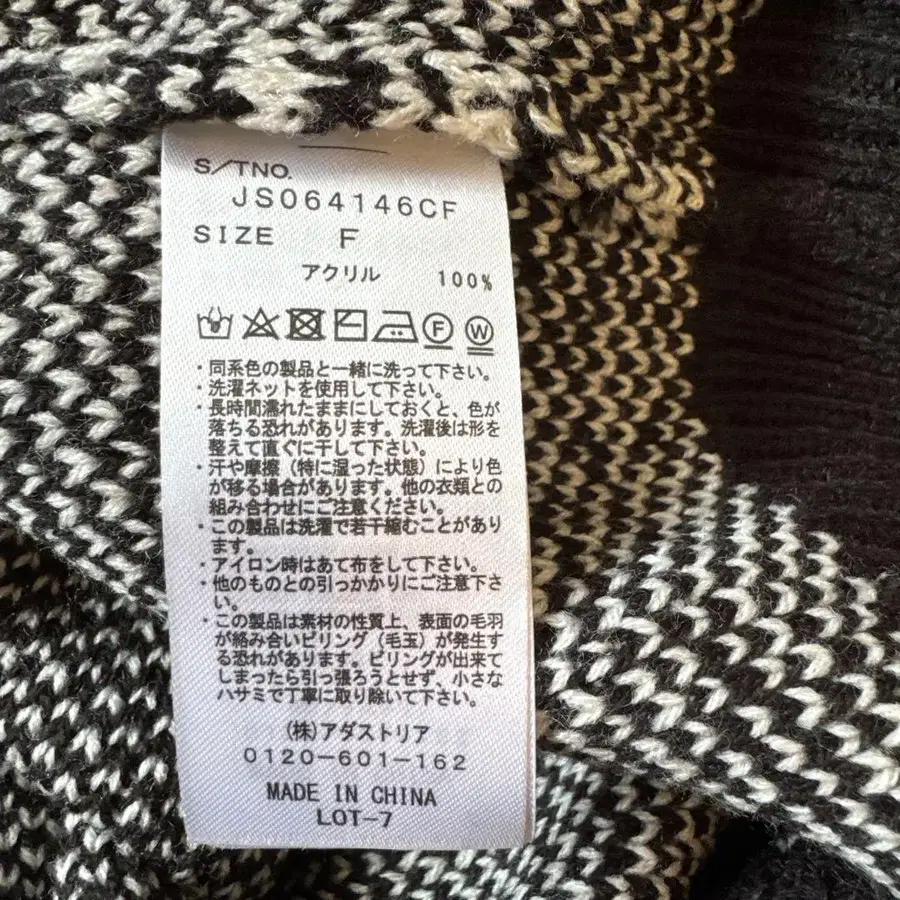 S/TNO.
JS064146CF
SIZE F
アクリル 100%
F W
・同系色の製品と一緒に洗って下さい。
・洗濯ネットを使用して下さい。
・長時間濡れたままにしておくと、色が
落ちる恐れがあります。洗濯後は形を
整えて直ぐに干して下さい。
・汗や摩擦(特に湿った状態)により色
が移る場合があります。他の衣類との
組み合わせにご注意ください。
・この製品は洗濯で若干縮むことがあり
ます。
・アイロン時はあて布をして下さい。
・他のものとの引っかかりにご注意下さ
い。
・この製品は素材の性質上、表面の毛羽
が絡み合いピリング(毛玉)が発生す
る恐れがあります。ピリングが出来て
しまったら引っ張ろうとせず、小さな
ハサミで丁寧に取り除いて下さい。
(株)アダストリア
0120-601-162
MADE IN CHINA
LOT-7